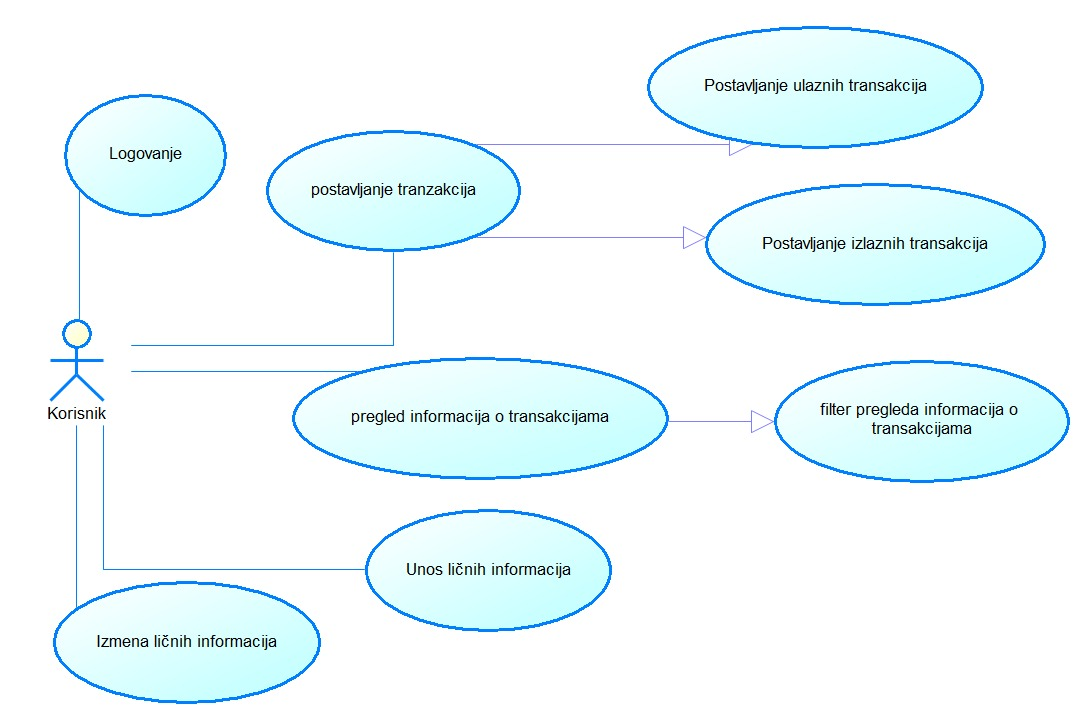 Postavljanje ulaznih transakcija
Logovanje
postavljanje tranzakcija
Postavljanje izlaznih transakcija
Korisnik
pregled informacija o transakcijama
filter pregleda informacija o
transakcijama
Unos ličnih informacija
Izmena ličnih informacija